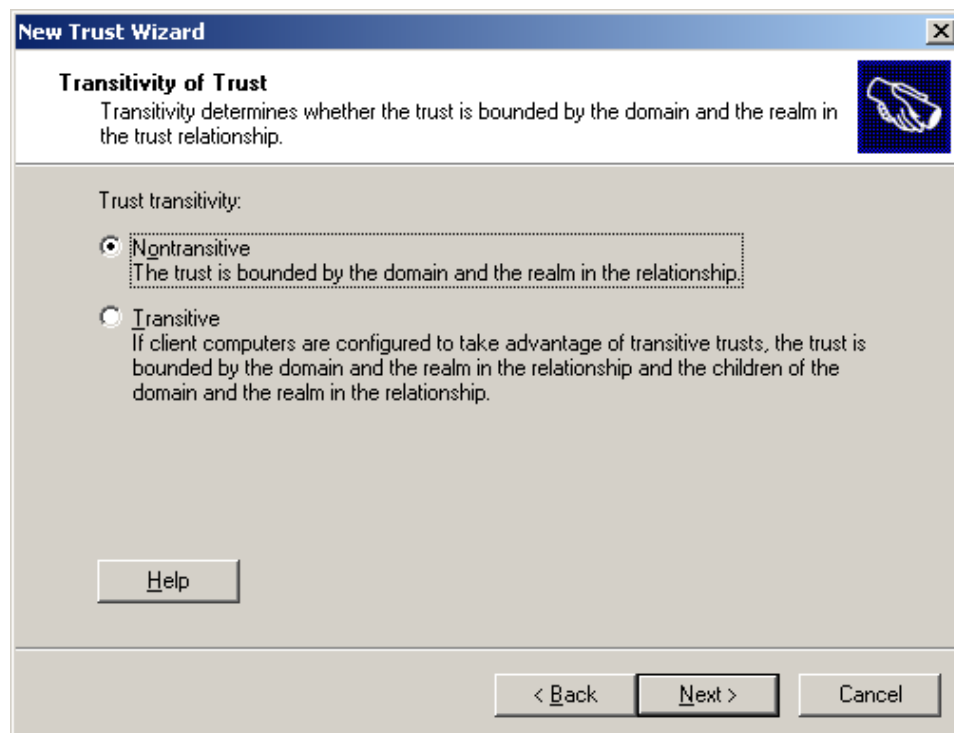 New Trust Wizard
Transitivity of Trust
Transitivity determines whether the trust is bounded by the domain and the realm in
the trust relationship.
Trust transitivity:
Nontransitive
The trust is bounded by the domain and the realm in the relationship.
Transitive
If client computers are configured to take advantage of transitive trusts, the trust is
bounded by the domain and the realm in the relationship and the children of the
domain and the realm in the relationship.
Help
< Back
Next >
Cancel